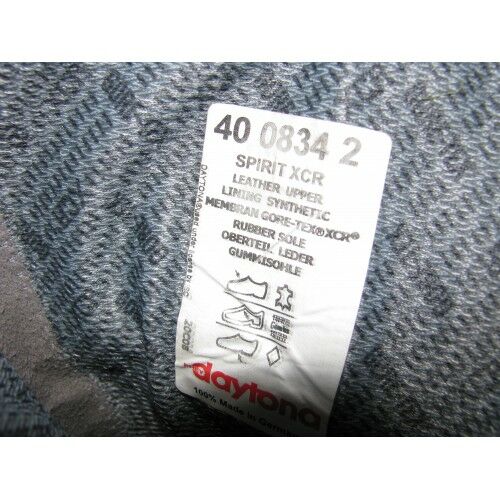 40 0834 2
SPIRIT XCR
LEATHER UPPER
LINING SYNTHETIC
MEMBRAN GORE-TEX®XCR®
RUBBER SOLE
OBERTEIL LEDER
GUMMISOHLE
daytona
100% Made in German